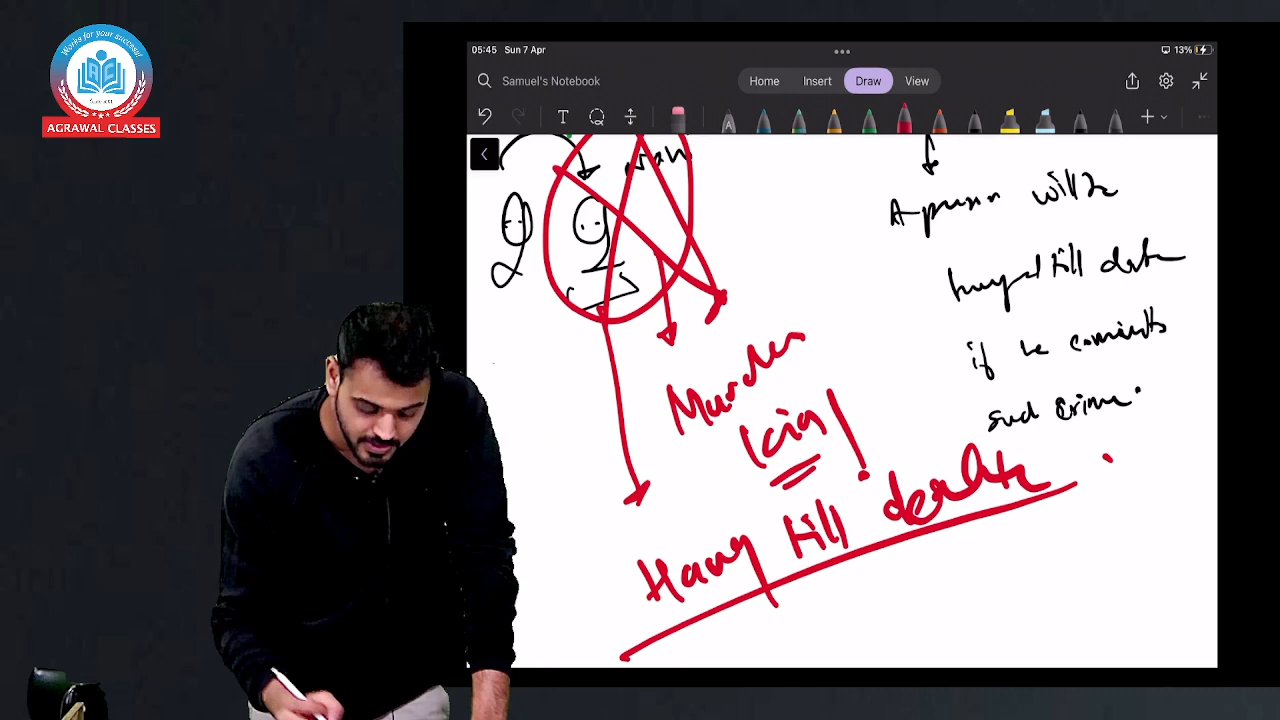 Works for your success!
AC
AGRAWAL CLASSES
05:45 Sun 7 Apr
13%
Samuel's Notebook
Home Insert Draw View
A person will be
hanged till death
if he commits
such crime.
Murder
Hang till death